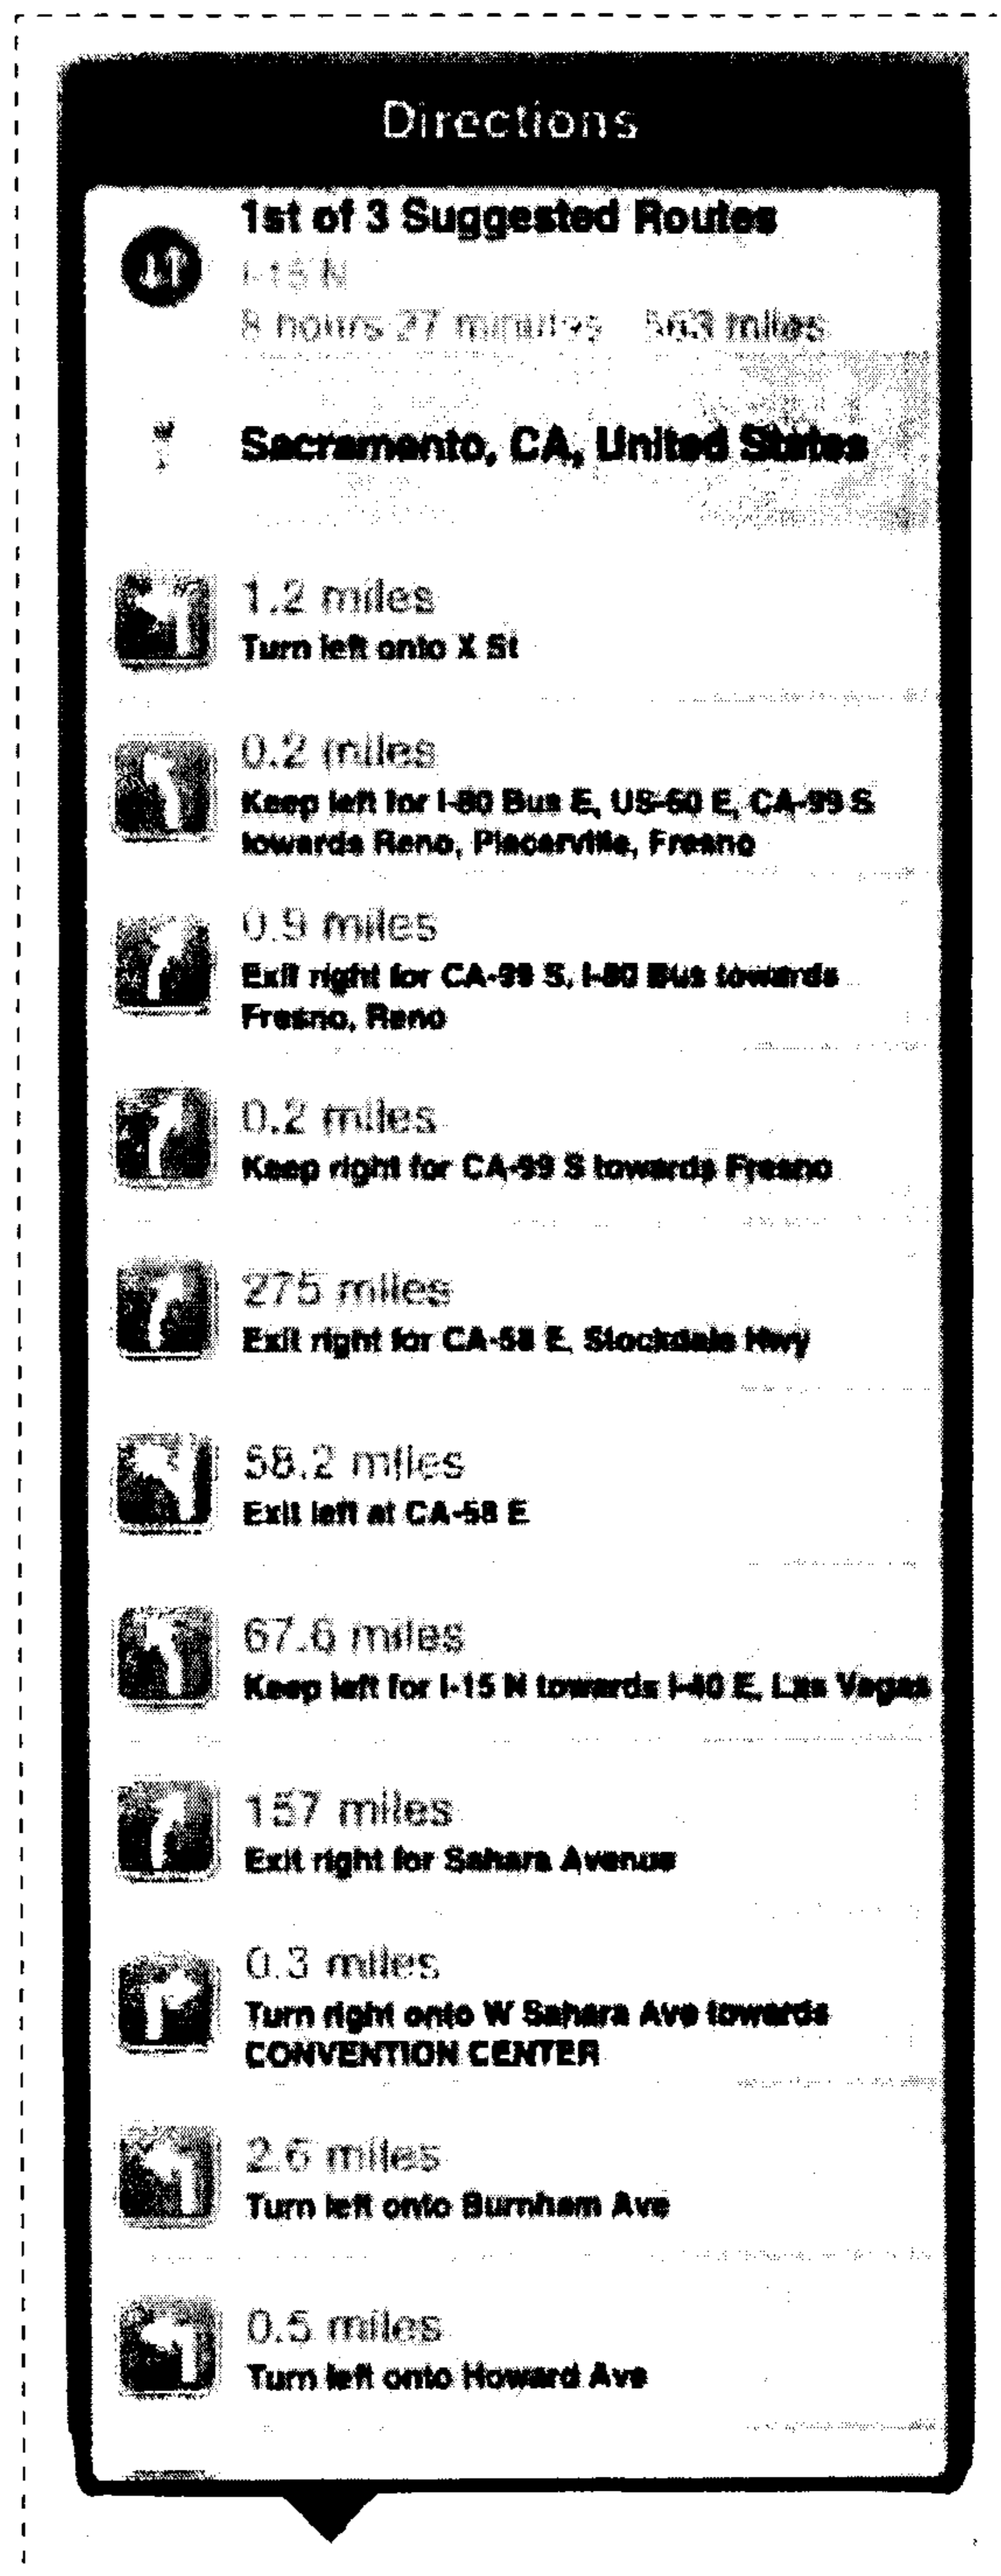 Directions
1st of 3 Suggested Routes
I-15 N
8 hours 27 minutes 563 miles
Sacramento, CA, United States
1.2 miles
Turn left onto X St
0.2 miles
Keep left for I-80 Bus E, US-50 E, CA-99 S
towards Reno, Placerville, Fresno
0.9 miles
Exit right for CA-99 S, I-80 Bus towards
Fresno, Reno
0.2 miles
Keep right for CA-99 S towards Fresno
275 miles
Exit right for CA-58 E, Stockdale Hwy
58.2 miles
Exit left at CA-58 E
67.6 miles
Keep left for I-15 N towards I-40 E, Las Vegas
157 miles
Exit right for Sahara Avenue
0.3 miles
Turn right onto W Sahara Ave towards
CONVENTION CENTER
2.6 miles
Turn left onto Burnham Ave
0.5 miles
Turn left onto Howard Ave